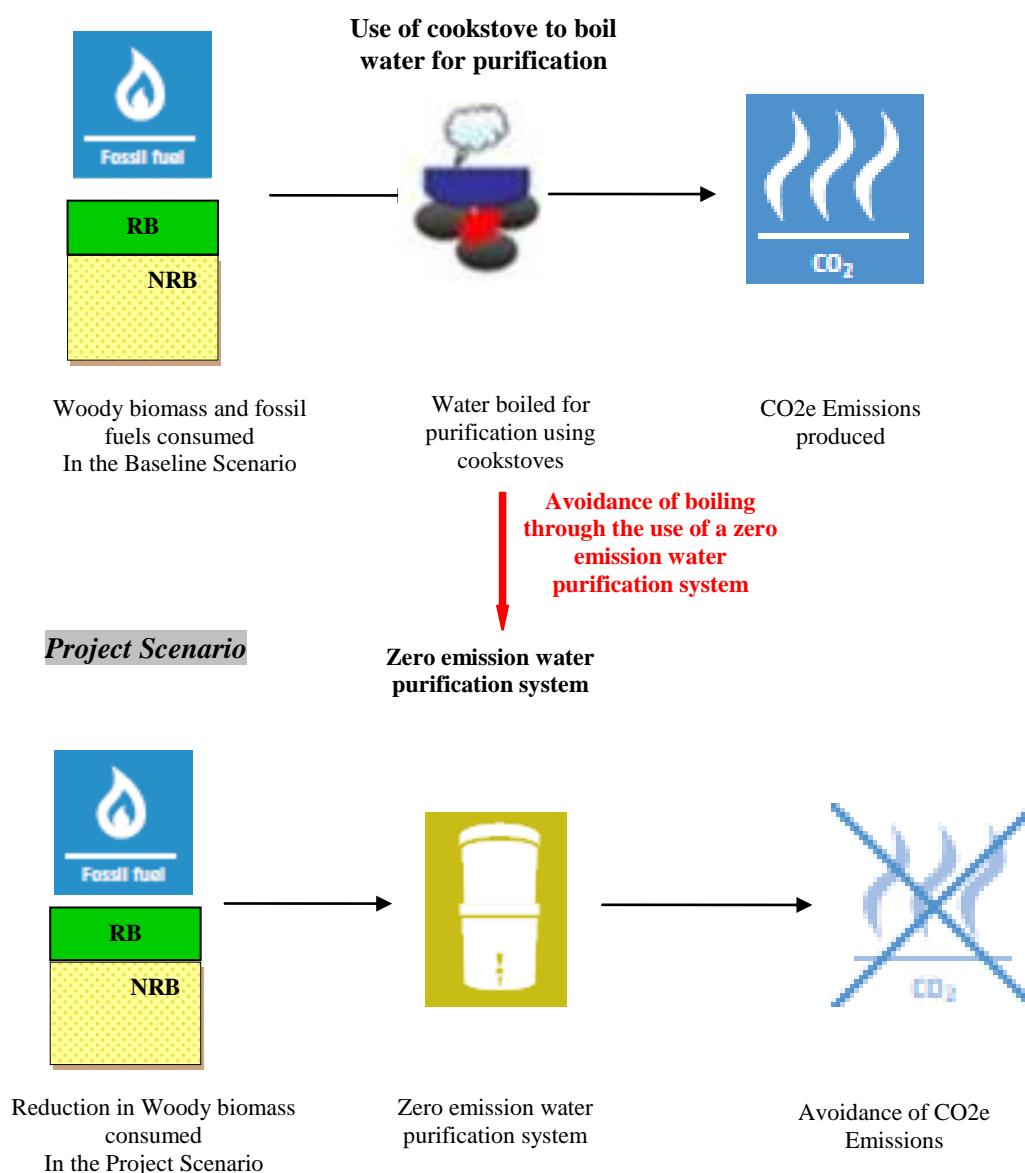 Use of cookstove to boil
water for purification
Fossil fuel
RB
NRB
CO₂
Woody biomass and fossil
fuels consumed
In the Baseline Scenario
Water boiled for
purification using
cookstoves
CO2e Emissions
produced
Avoidance of boiling
through the use of a zero
emission water
purification system
Project Scenario
Zero emission water
purification system
Fossil fuel
RB
NRB
CO₂
Reduction in Woody biomass
consumed
In the Project Scenario
Zero emission water
purification system
Avoidance of CO2e
Emissions